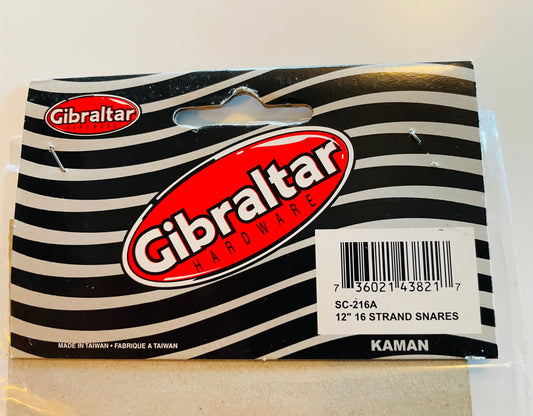 Gibraltar
HARDWARE
Gibraltar
HARDWARE
7 36021 43821 7
SC-216A
12" 16 STRAND SNARES
MADE IN TAIWAN • FABRIQUE A TAIWAN
KAMAN